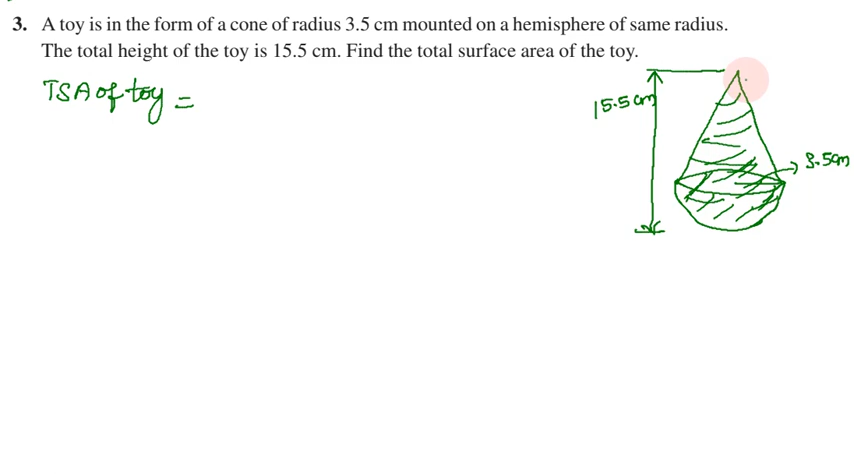 3. A toy is in the form of a cone of radius 3.5 cm mounted on a hemisphere of same radius.
The total height of the toy is 15.5 cm. Find the total surface area of the toy.
TSA of toy =
15.5 cm
3.5cm